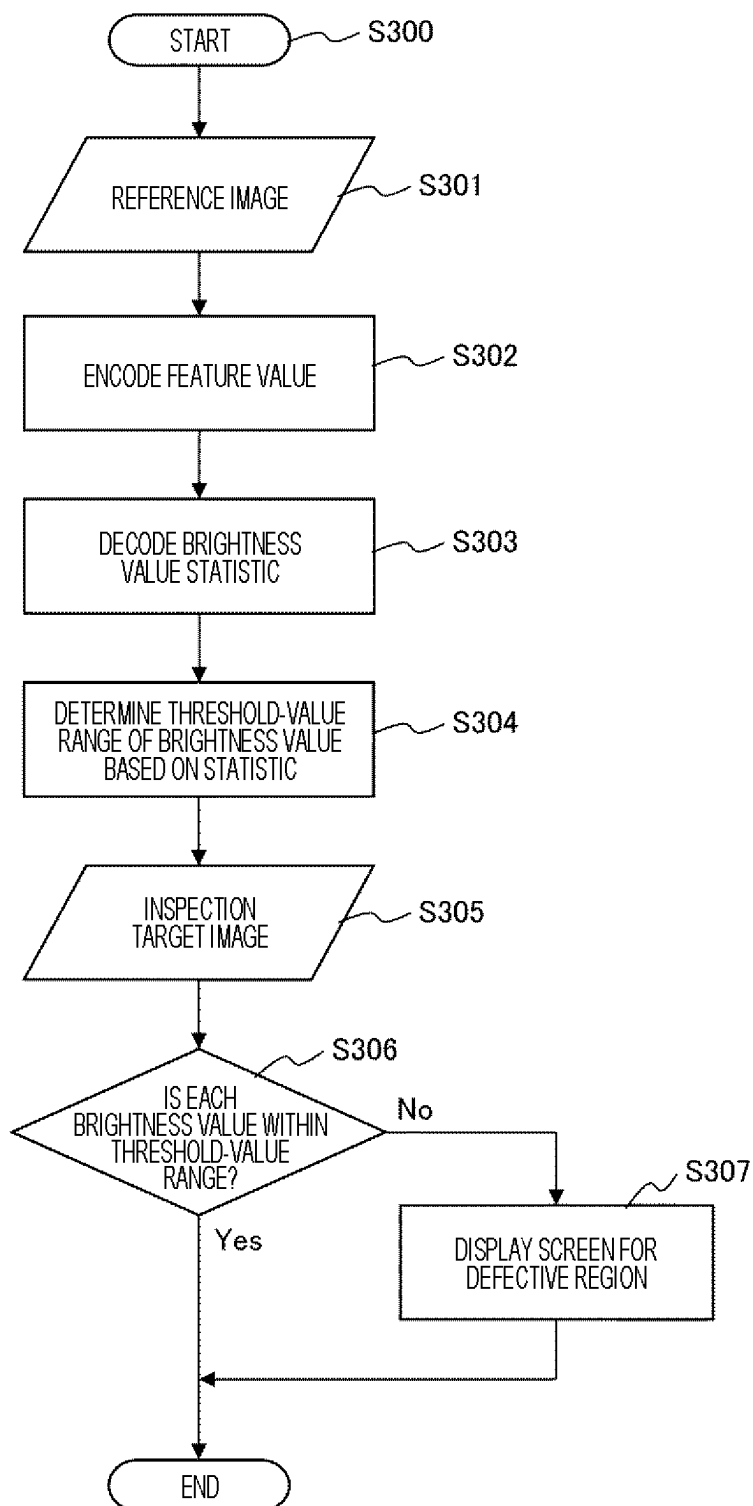 START
S300
REFERENCE IMAGE
S301
ENCODE FEATURE VALUE
S302
DECODE BRIGHTNESS
VALUE STATISTIC
S303
DETERMINE THRESHOLD-VALUE
RANGE OF BRIGHTNESS VALUE
BASED ON STATISTIC
S304
INSPECTION
TARGET IMAGE
S305
S306
IS EACH
BRIGHTNESS VALUE WITHIN
THRESHOLD-VALUE
RANGE?
No
Yes
S307
DISPLAY SCREEN FOR
DEFECTIVE REGION
END